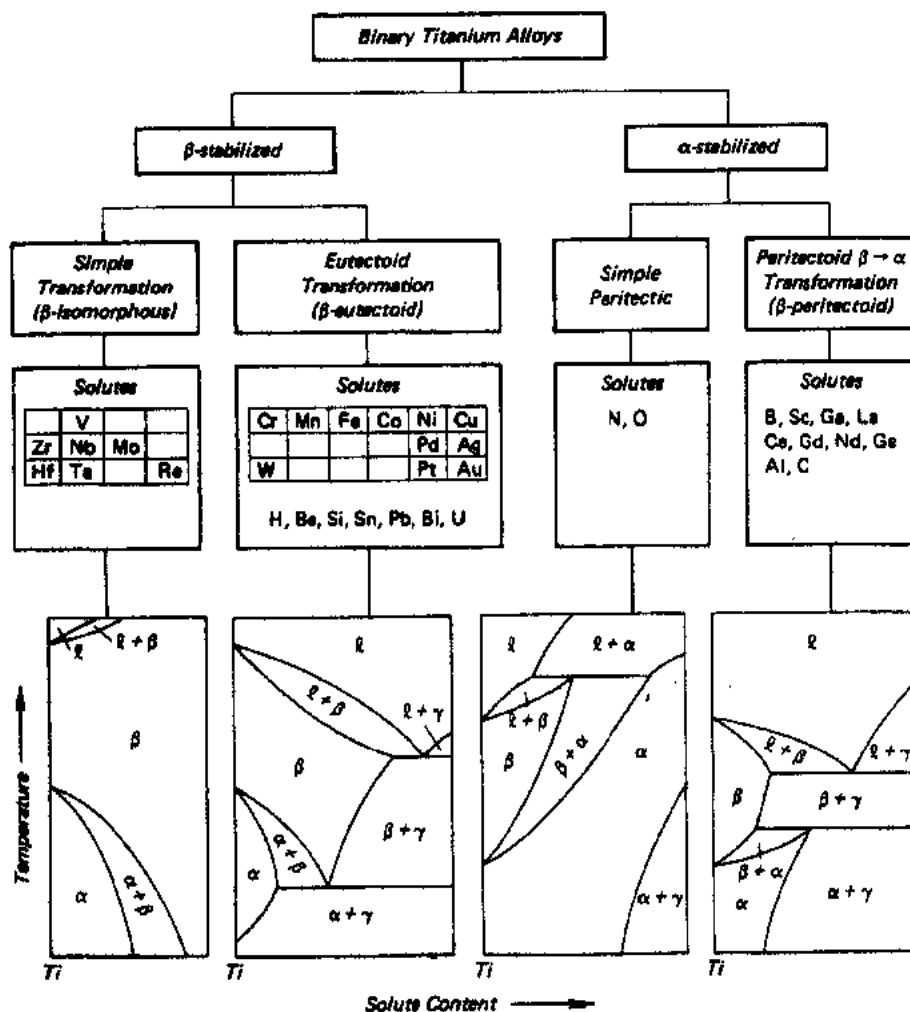 Binary Titanium Alloys
β-stabilized
α-stabilized
Simple
Transformation
(β-isomorphous)
Eutectoid
Transformation
(β-eutectoid)
Simple
Peritectic
Peritectoid β → α
Transformation
(β-peritectoid)
Solutes
V
Zr Nb Mo
Hf Ta Re
Solutes
Cr Mn Fe Co Ni Cu
Pd Ag
W Pt Au
H, Be, Si, Sn, Pb, Bi, U
Solutes
N, O
Solutes
B, Sc, Ga, La
Ce, Gd, Nd, Ge
Al, C
Temperature
ℓ
ℓ + β
β
α
α + β
Ti
ℓ
ℓ + β
ℓ + γ
β
α
α + β
β + γ
α + γ
Ti
ℓ
ℓ + α
ℓ + β
β
β + α
α
α + γ
Ti
ℓ
ℓ + β
ℓ + γ
β
β + γ
β + α
α
α + γ
Ti
Solute Content